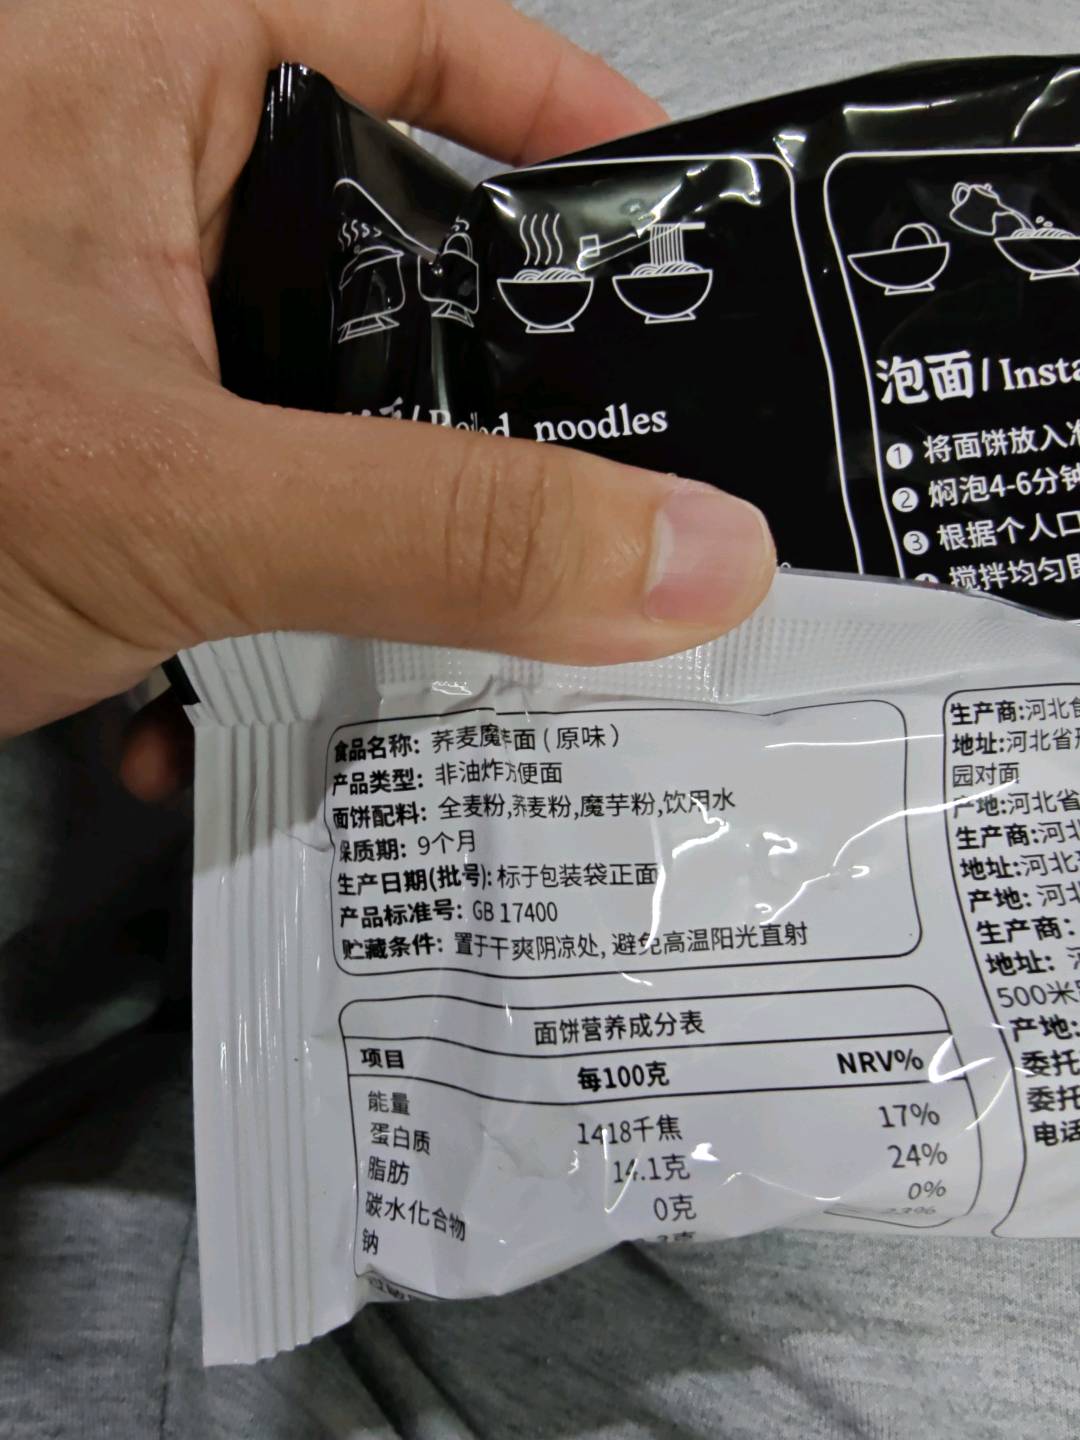 noodles
泡面/Insta
1 将面饼放入
2 焖泡4-6分钟
3 根据个人口
搅拌均匀
食品名称: 荞麦魔芋面(原味)
产品类型: 非油炸方便面
面饼配料: 全麦粉,荞麦粉,魔芋粉,饮用水
保质期: 9个月
生产日期(批号): 标于包装袋正面
产品标准号: GB 17400
贮藏条件: 置于干爽阴凉处, 避免高温阳光直射
面饼营养成分表
项目 每100克 NRV%
能量 1418千焦 17%
蛋白质 14.1克 24%
脂肪 0克 0%
碳水化合物 23%
钠
生产商:河北
地址:河北省
园对面
产地:河北省
生产商:河北
地址:河北
产地: 河北
生产商:
地址:
500米
产地:
委托
委托
电话